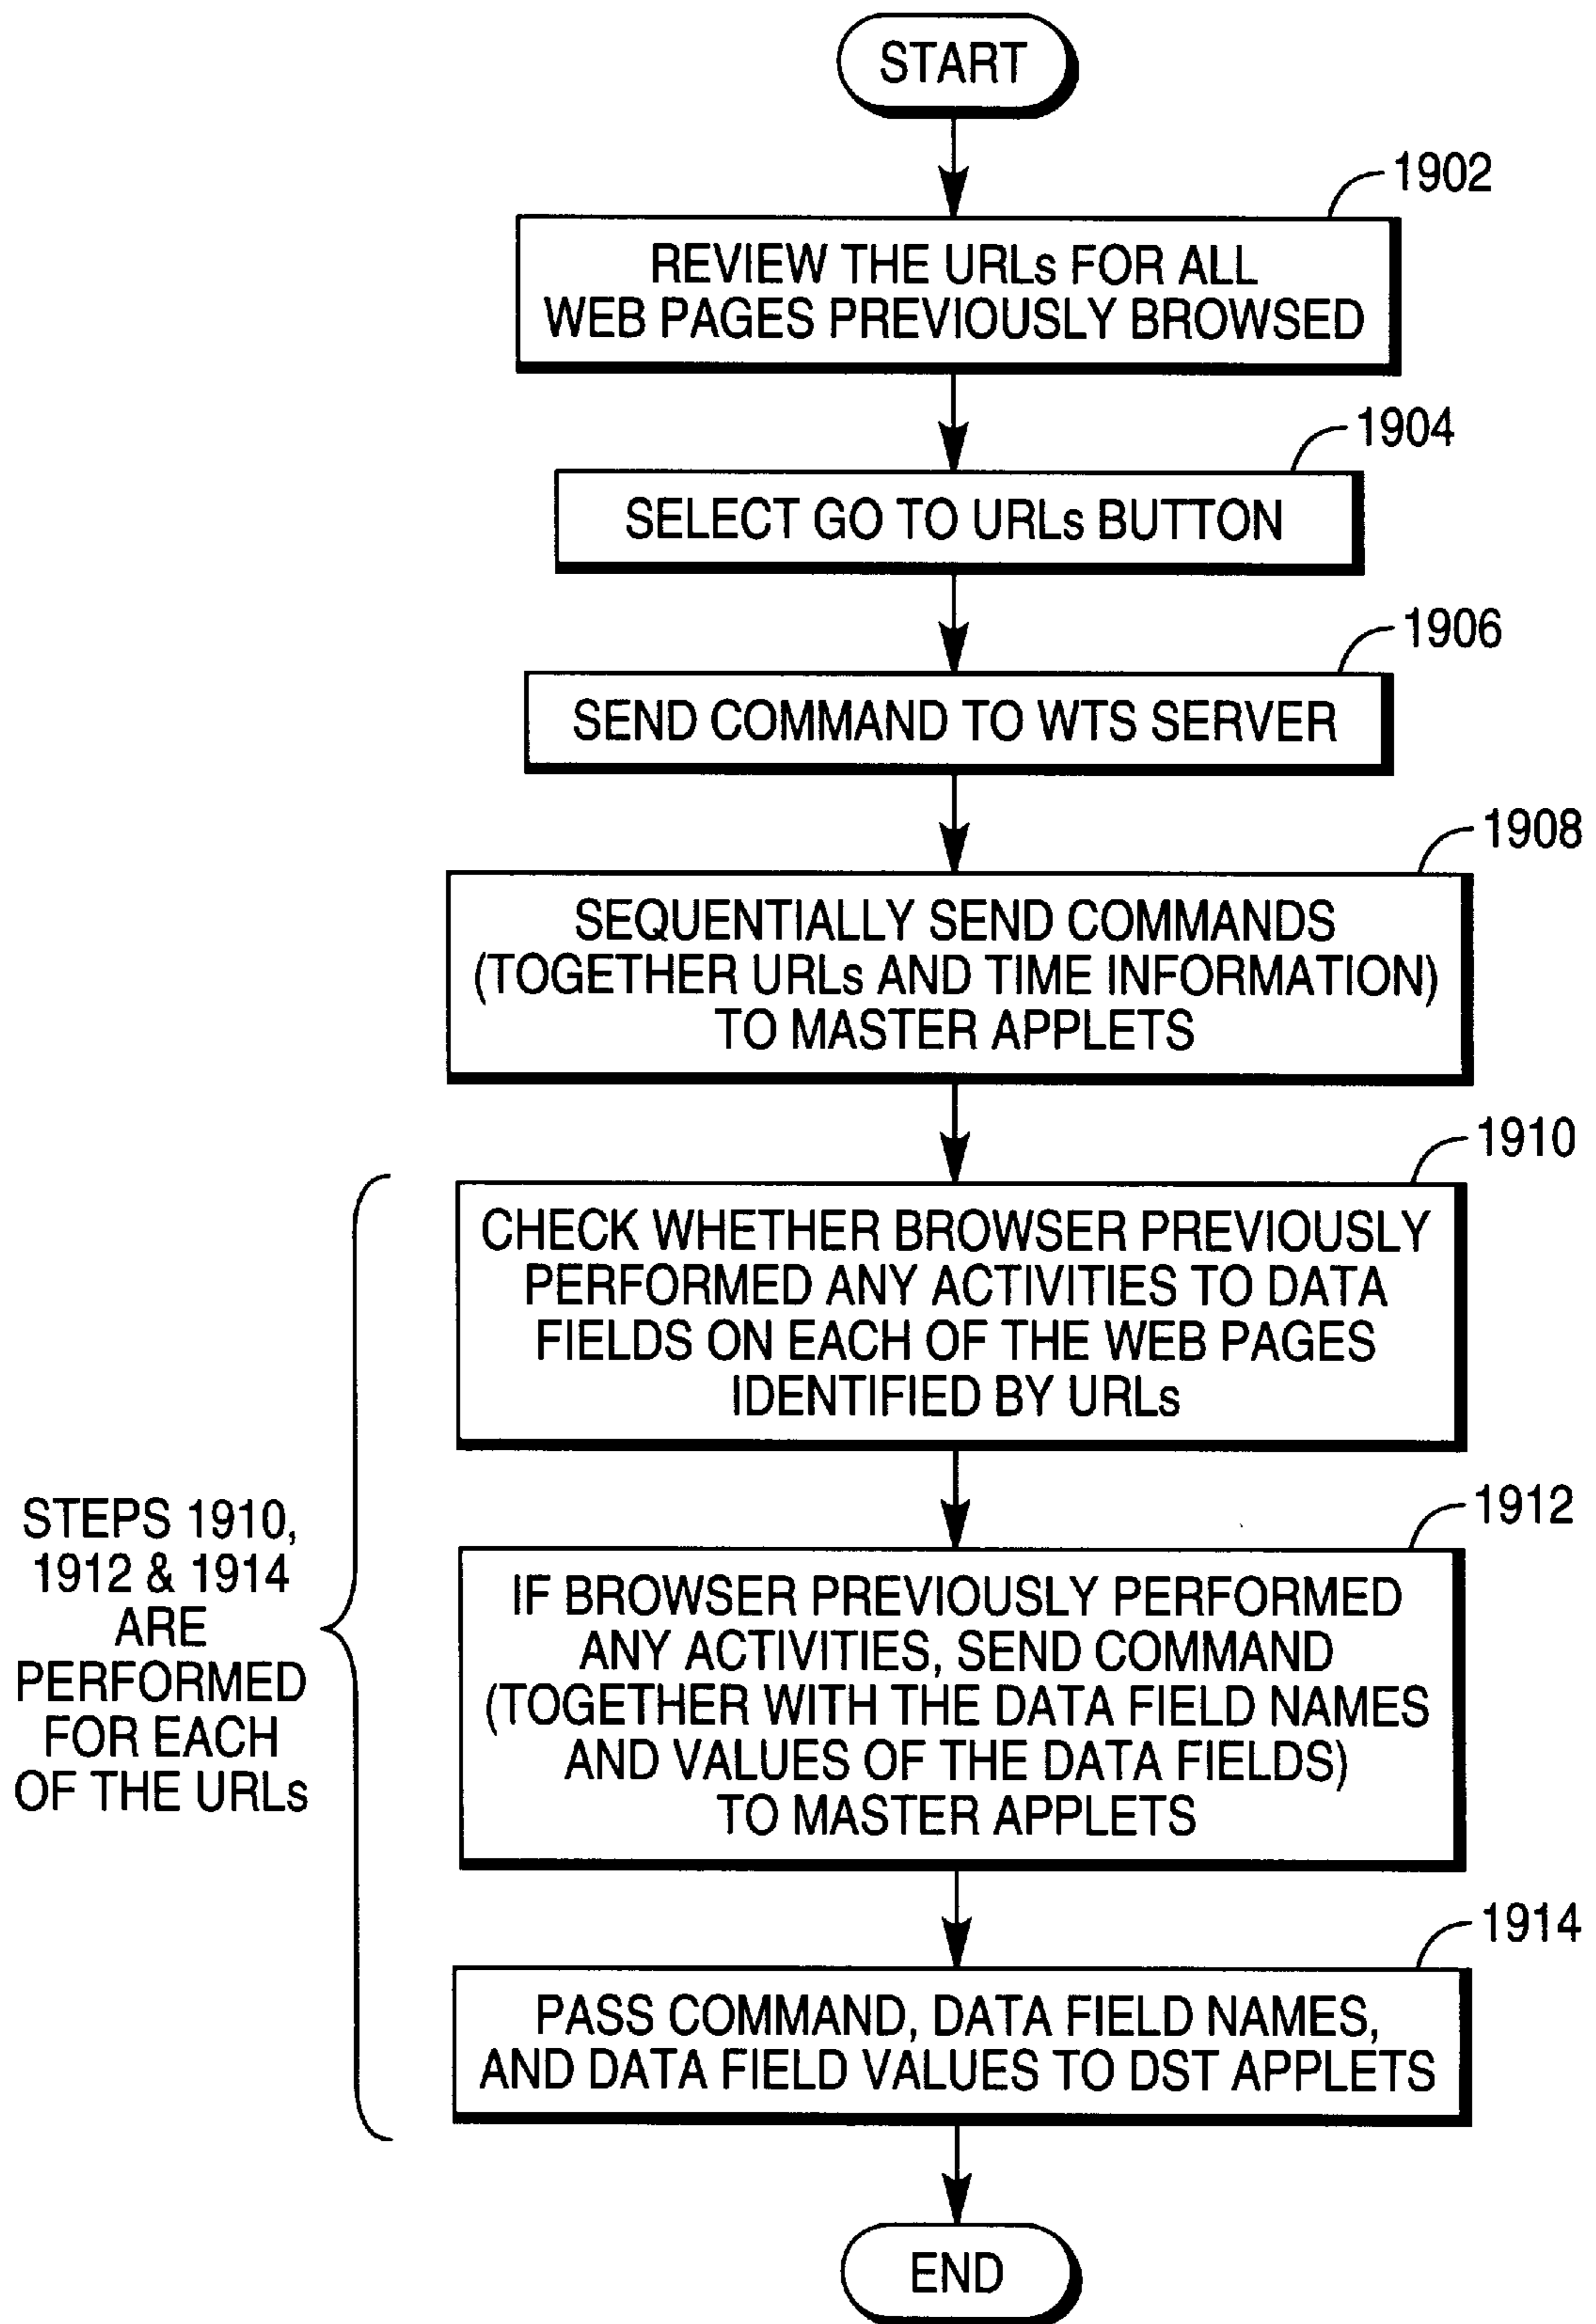 START
1902
REVIEW THE URLs FOR ALL
WEB PAGES PREVIOUSLY BROWSED
1904
SELECT GO TO URLs BUTTON
1906
SEND COMMAND TO WTS SERVER
1908
SEQUENTIALLY SEND COMMANDS
(TOGETHER URLs AND TIME INFORMATION)
TO MASTER APPLETS
1910
CHECK WHETHER BROWSER PREVIOUSLY
PERFORMED ANY ACTIVITIES TO DATA
FIELDS ON EACH OF THE WEB PAGES
IDENTIFIED BY URLs
STEPS 1910,
1912 & 1914
ARE
PERFORMED
FOR EACH
OF THE URLs
1912
IF BROWSER PREVIOUSLY PERFORMED
ANY ACTIVITIES, SEND COMMAND
(TOGETHER WITH THE DATA FIELD NAMES
AND VALUES OF THE DATA FIELDS)
TO MASTER APPLETS
1914
PASS COMMAND, DATA FIELD NAMES,
AND DATA FIELD VALUES TO DST APPLETS
END